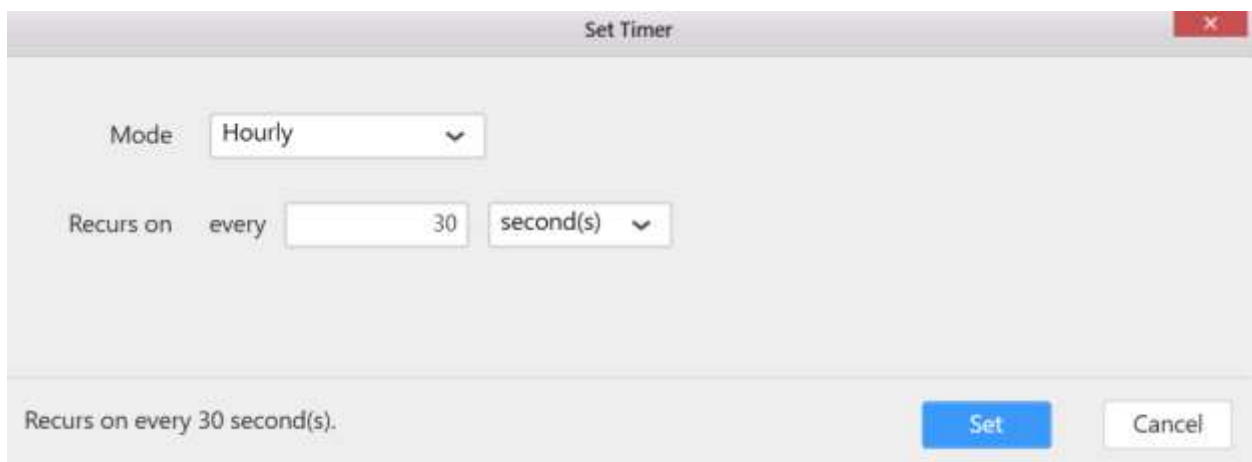 Set Timer
Mode Hourly
Recurs on every 30 second(s)
Recurs on every 30 second(s).
Set Cancel